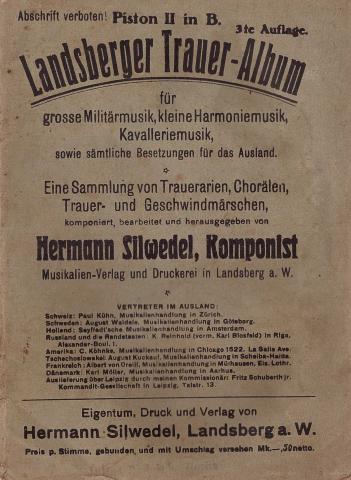 Abschrift verboten!
Piston II in B.
3te Auflage.
Landsberger Trauer-Album
für
grosse Militärmusik, kleine Harmoniemusik,
Kavalleriemusik,
sowie sämtliche Besetzungen für das Ausland.
Eine Sammlung von Trauerarien, Chorälen,
Trauer- und Geschwindmärschen,
komponiert, bearbeitet und herausgegeben von
Hermann Silwedel, Komponist
Musikalien-Verlag und Druckerei in Landsberg a. W.
VERTRETER IM AUSLAND:
Schweiz: Paul Kühn, Musikalienhandlung in Zürich.
Schweden: August Waidele, Musikalienhandlung in Göteborg.
Holland: Seyffadt'sche Musikalienhandlung in Amsterdam.
Russland und die Randstaaten: K. Reinhold (vorm. Karl Blosfeld) in Riga,
Alexander-Boul. 1.
Amerika: C. Köhnke, Musikalienhandlung in Chicago 1522, La Salle Ave.
Tschechoslowakei: August Kuckauf, Musikalienhandlung in
Frankreich: Albert von Oreill, Musikalienhandlung in Mülhausen, Els. Lothr.
Dänemark: Karl Möller, Musikalienhandlung in Aarhus.
Auslieferung über Leipzig durch meinen Kommissionär: Fritz Schuberth jr.
Kommandit-Gesellschaft in Leipzig, Talstr. 13.
Eigentum, Druck und Verlag von
Hermann Silwedel, Landsberg a. W.
Preis p. Stimme, gebunden und mit Umschlag versehen Mk.—,50 netto.